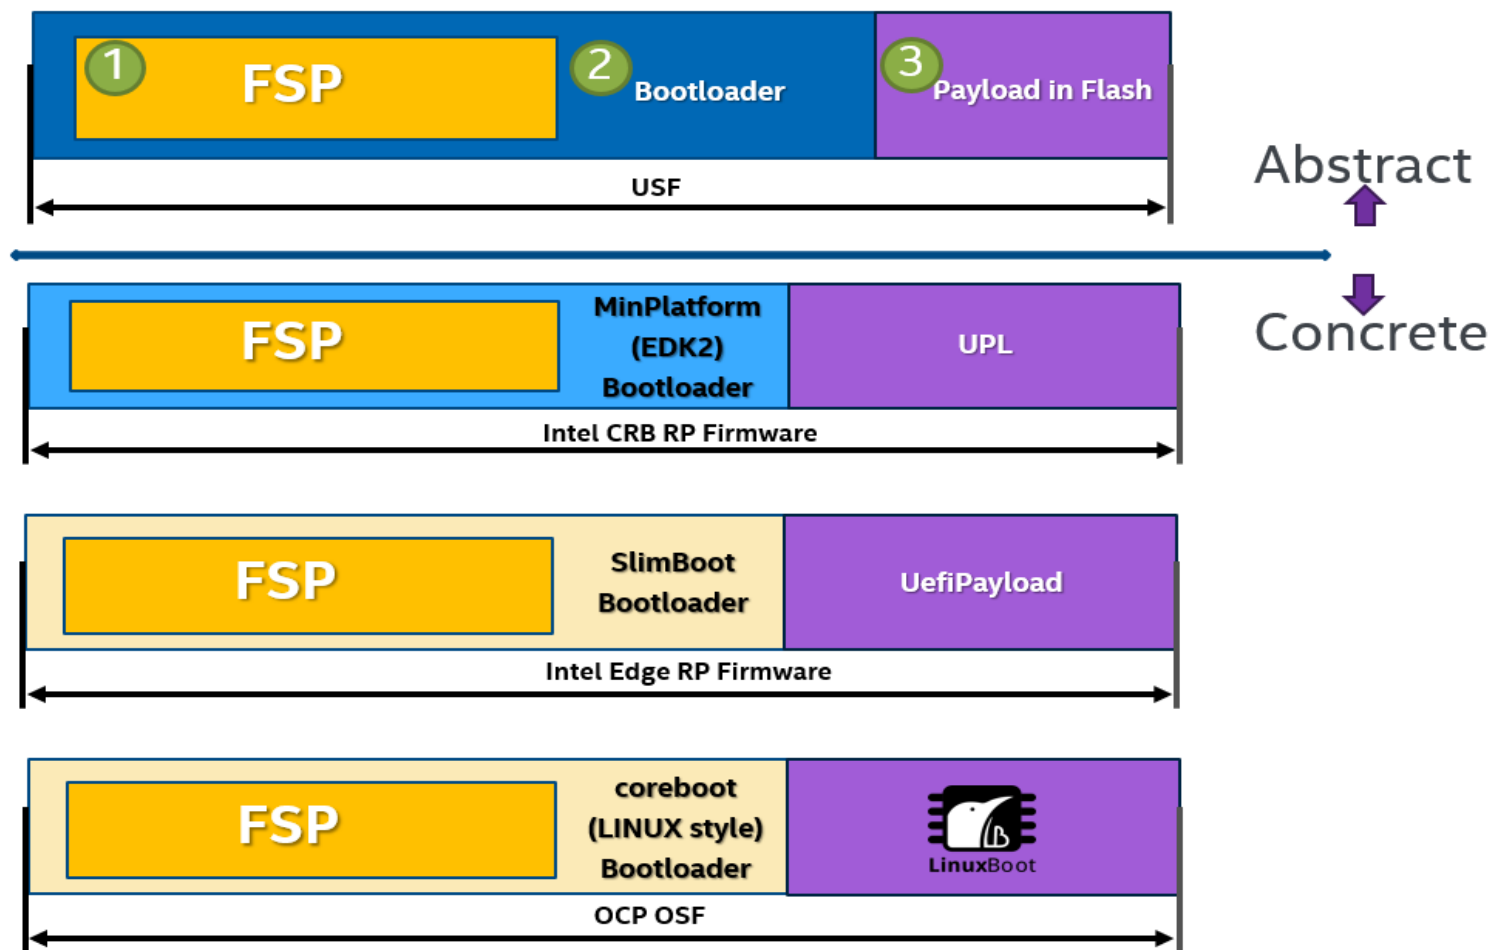 1
FSP
2
Bootloader
3
Payload in Flash
USF
Abstract
Concrete
FSP
MinPlatform
(EDK2)
Bootloader
UPL
Intel CRB RP Firmware
FSP
SlimBoot
Bootloader
UefiPayload
Intel Edge RP Firmware
FSP
coreboot
(LINUX style)
Bootloader
LB
LinuxBoot
OCP OSF